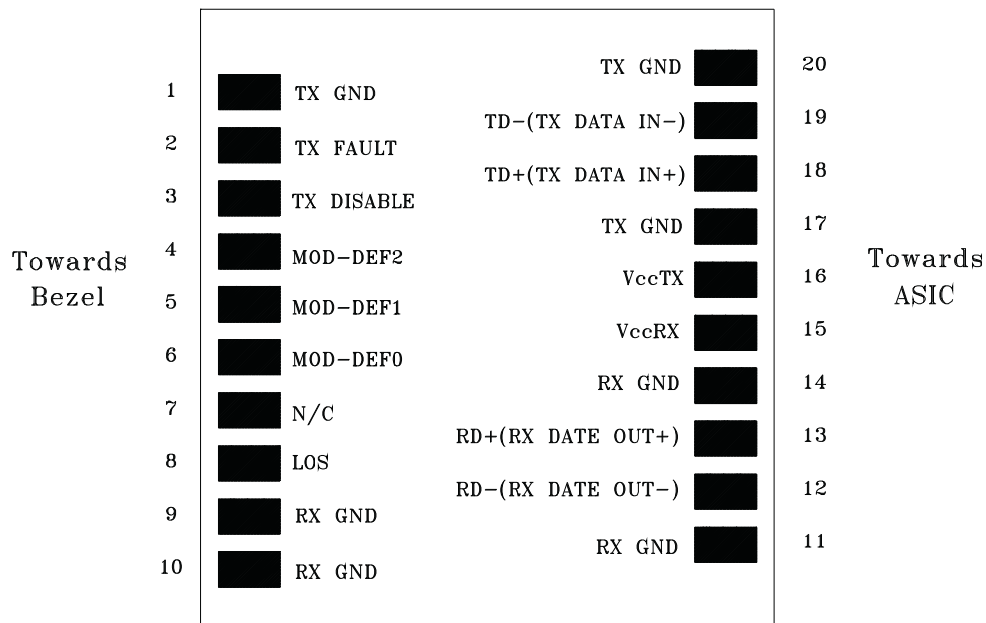 Towards
Bezel
1 TX GND
2 TX FAULT
3 TX DISABLE
4 MOD-DEF2
5 MOD-DEF1
6 MOD-DEF0
7 N/C
8 LOS
9 RX GND
10 RX GND
TX GND 20
TD-(TX DATA IN-) 19
TD+(TX DATA IN+) 18
TX GND 17
VccTX 16
VccRX 15
RX GND 14
RD+(RX DATE OUT+) 13
RD-(RX DATE OUT-) 12
RX GND 11
Towards
ASIC